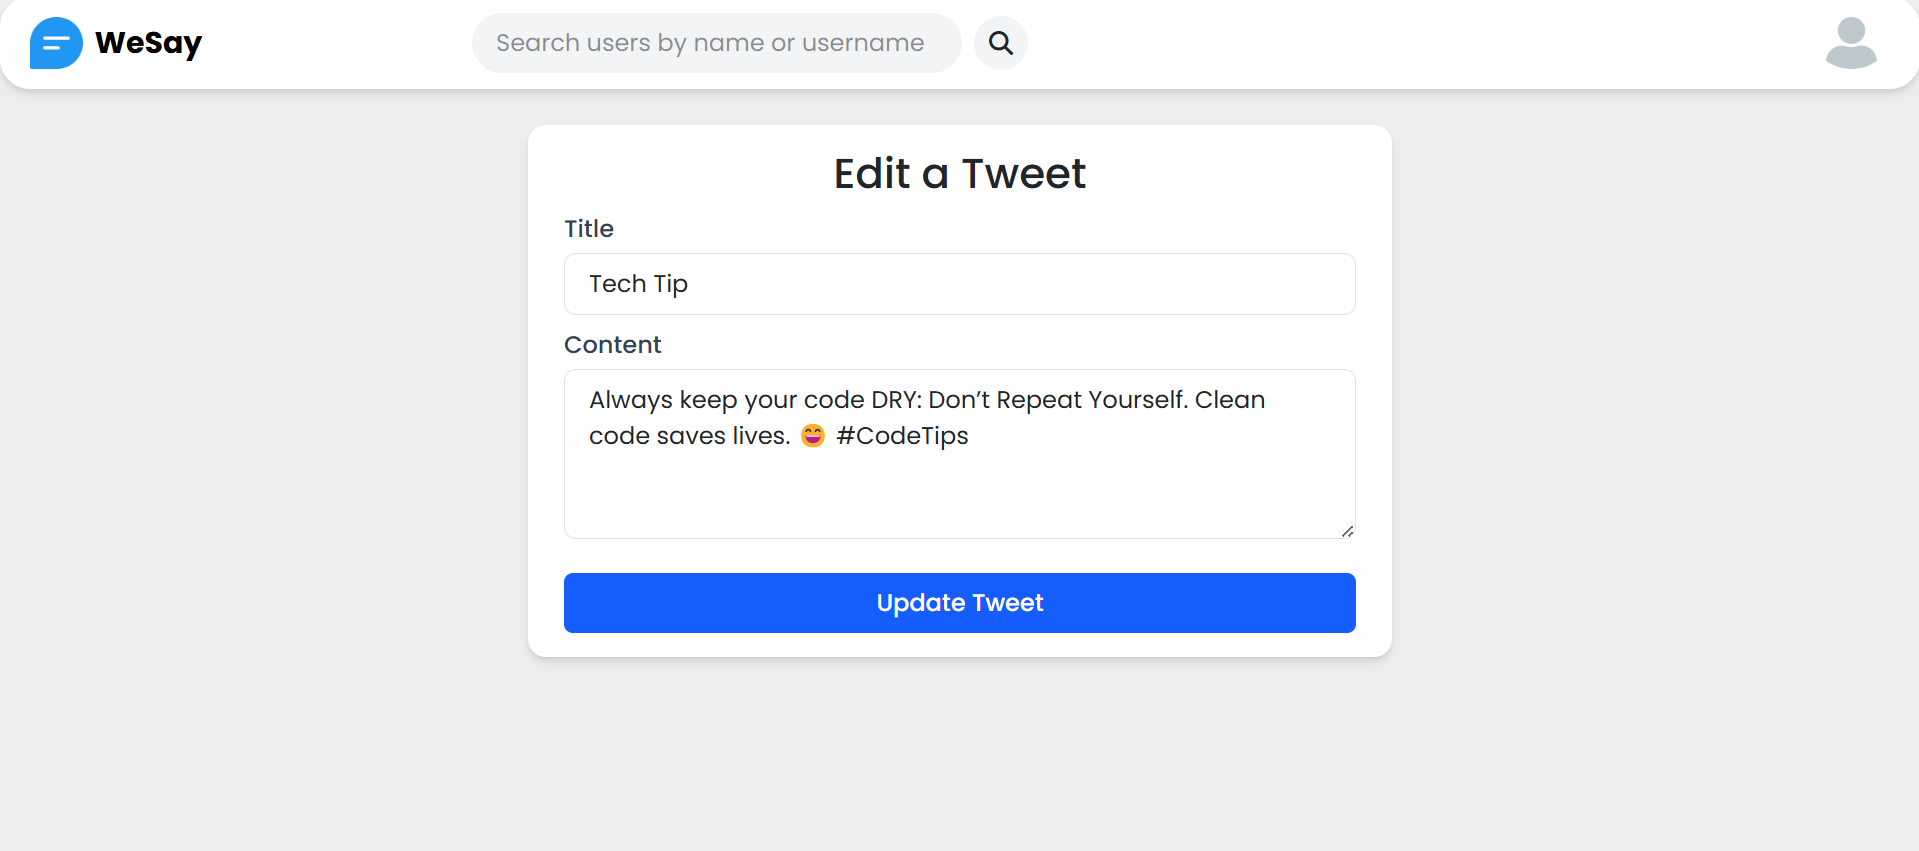 WeSay
Search users by name or username
Edit a Tweet
Title
Tech Tip
Content
Always keep your code DRY: Don’t Repeat Yourself. Clean
code saves lives. 😄 #CodeTips
Update Tweet